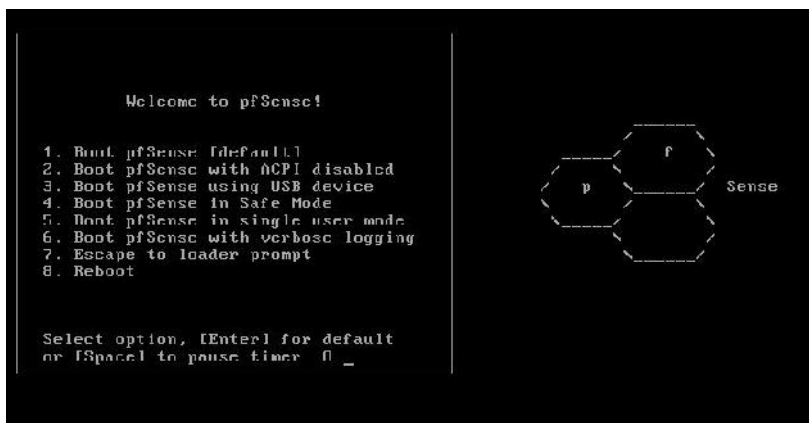 Welcome to pfSense!
1. Boot pfSense [default]
2. Boot pfSense with ACPI disabled
3. Boot pfSense using USB device
4. Boot pfSense in Safe Mode
5. Boot pfSense in single user mode
6. Boot pfSense with verbose logging
7. Escape to loader prompt
8. Reboot
Select option, [Enter] for default
or [Space] to pause timer 0 _
f
p
Sense